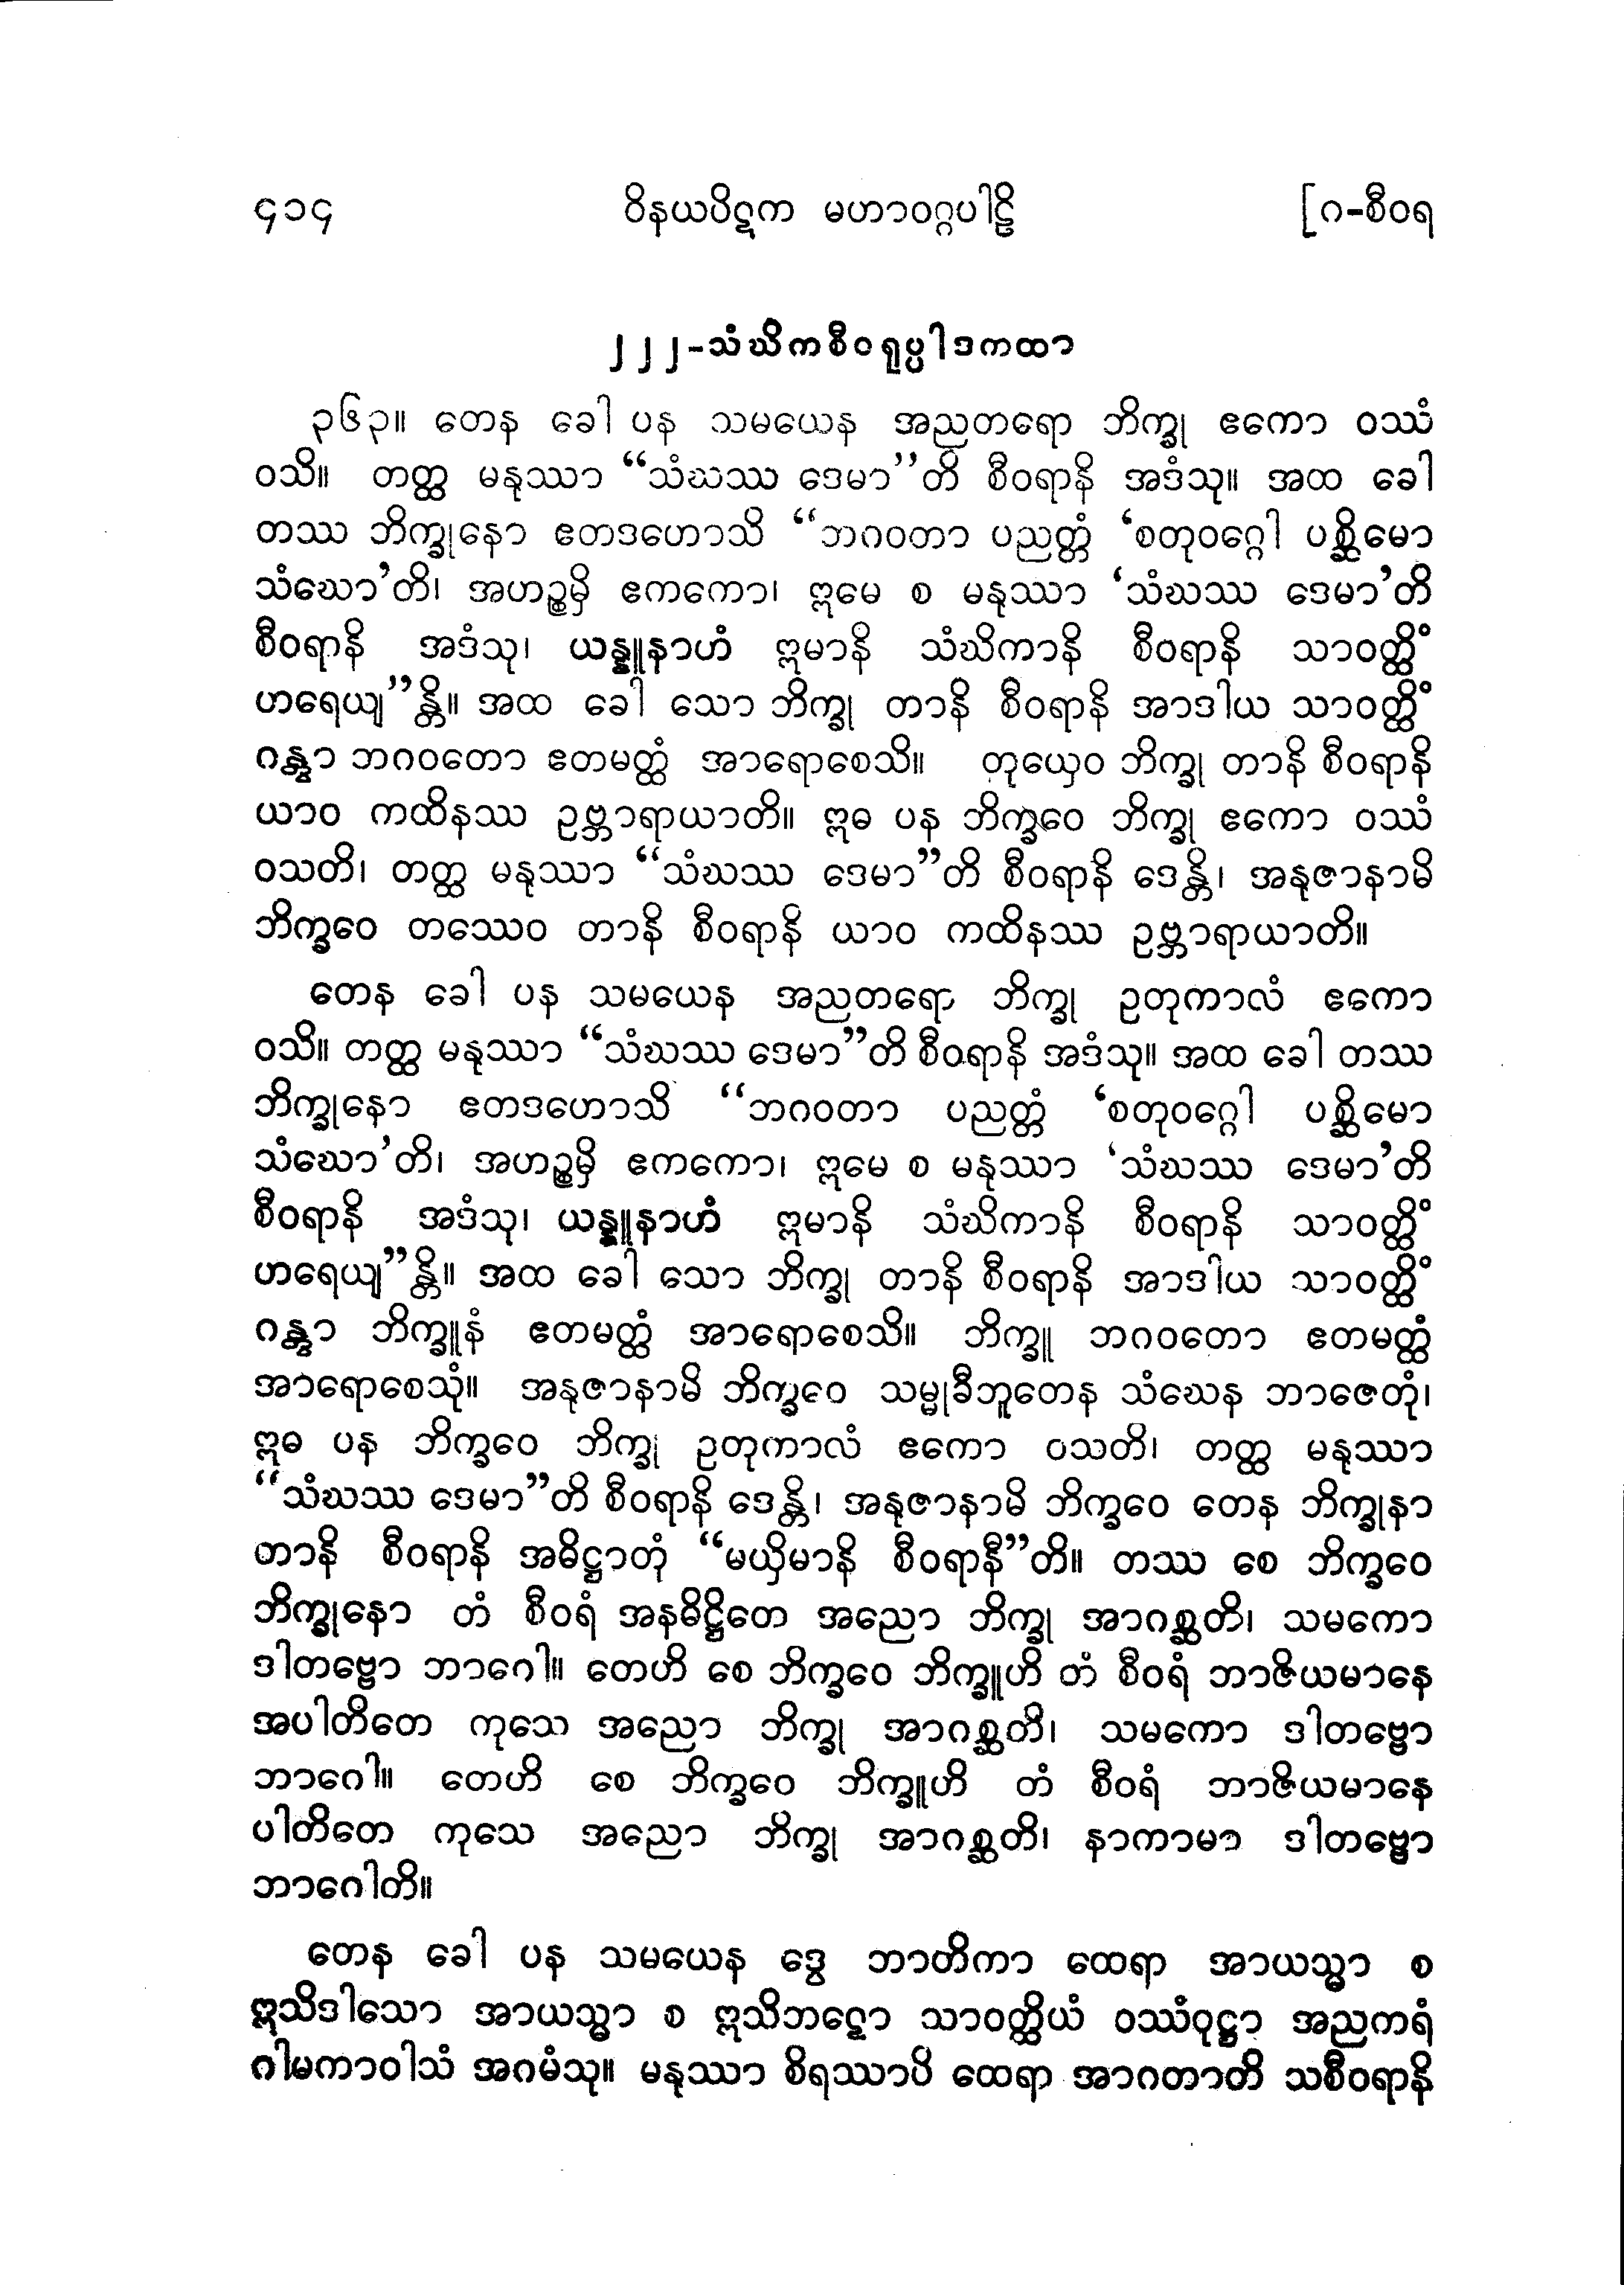 ၄၁၄ ဝိနယပိဋက မဟာဝဂ္ဂပါဠိ [ဂ-စီဝရ
၂၂၂-သံဃိကစီဝရုပ္ပါဒကထာ
၃၆၃။ တေန ခေါ ပန သမယေန အညတရော ဘိက္ခု ဧကော ဝဿံ
ဝသိ။ တတ္ထ မနုဿာ “သံဃဿ ဒေမာ”တိ စီဝရာနိ အဒံသု။ အထ ခေါ
တဿ ဘိက္ခုနော ဧတဒဟောသိ “ဘဂဝတာ ပညတ္တံ ‘စတုဝဂ္ဂေါ ပစ္ဆိမော
သံဃော’တိ၊ အဟဉ္စမှိ ဧကကော၊ ဣမေ စ မနုဿာ ‘သံဃဿ ဒေမာ’တိ
စီဝရာနိ အဒံသု၊ ယန္နူနာဟံ ဣမာနိ သံဃိကာနိ စီဝရာနိ သာဝတ္ထိံ
ဟရေယျ”န္တိ။ အထ ခေါ သော ဘိက္ခု တာနိ စီဝရာနိ အာဒါယ သာဝတ္ထိံ
ဂန္တွာ ဘဂဝတော ဧတမတ္ထံ အာရောစေသိ။ တုယှေဝ ဘိက္ခု တာနိ စီဝရာနိ
ယာဝ ကထိနဿ ဥဗ္ဘာရာယာတိ။ ဣဓ ပန ဘိက္ခဝေ ဘိက္ခု ဧကော ဝဿံ
ဝသတိ၊ တတ္ထ မနုဿာ “သံဃဿ ဒေမာ”တိ စီဝရာနိ ဒေန္တိ၊ အနုဇာနာမိ
ဘိက္ခဝေ တဿေဝ တာနိ စီဝရာနိ ယာဝ ကထိနဿ ဥဗ္ဘာရာယာတိ။
တေန ခေါ ပန သမယေန အညတရော ဘိက္ခု ဥတုကာလံ ဧကော
ဝသိ။ တတ္ထ မနုဿာ “သံဃဿ ဒေမာ”တိ စီဝရာနိ အဒံသု။ အထ ခေါ တဿ
ဘိက္ခုနော ဧတဒဟောသိ “ဘဂဝတာ ပညတ္တံ ‘စတုဝဂ္ဂေါ ပစ္ဆိမော
သံဃော’တိ၊ အဟဉ္စမှိ ဧကကော၊ ဣမေ စ မနုဿာ ‘သံဃဿ ဒေမာ’တိ
စီဝရာနိ အဒံသု၊ ယန္နူနာဟံ ဣမာနိ သံဃိကာနိ စီဝရာနိ သာဝတ္ထိံ
ဟရေယျ”န္တိ။ အထ ခေါ သော ဘိက္ခု တာနိ စီဝရာနိ အာဒါယ သာဝတ္ထိံ
ဂန္တွာ ဘိက္ခူနံ ဧတမတ္ထံ အာရောစေသိ။ ဘိက္ခူ ဘဂဝတော ဧတမတ္ထံ
အာရောစေသုံ။ အနုဇာနာမိ ဘိက္ခဝေ သမ္မုခီဘူတေန သံဃေန ဘာဇေတုံ၊
ဣဓ ပန ဘိက္ခဝေ ဘိက္ခု ဥတုကာလံ ဧကော ဝသတိ၊ တတ္ထ မနုဿာ
“သံဃဿ ဒေမာ”တိ စီဝရာနိ ဒေန္တိ၊ အနုဇာနာမိ ဘိက္ခဝေ တေန ဘိက္ခုနာ
တာနိ စီဝရာနိ အဓိဋ္ဌာတုံ “မယှိမာနိ စီဝရာနီ”တိ။ တဿ စေ ဘိက္ခဝေ
ဘိက္ခုနော တံ စီဝရံ အနဓိဋ္ဌိတေ အညော ဘိက္ခု အာဂစ္ဆတိ၊ သမကော
ဒါတဗ္ဗော ဘာဂေါ။ တေဟိ စေ ဘိက္ခဝေ ဘိက္ခူဟိ တံ စီဝရံ ဘာဇိယမာနေ
အပါတိတေ ကုသေ အညော ဘိက္ခု အာဂစ္ဆတိ၊ သမကော ဒါတဗ္ဗော
ဘာဂေါ။ တေဟိ စေ ဘိက္ခဝေ ဘိက္ခူဟိ တံ စီဝရံ ဘာဇိယမာနေ
ပါတိတေ ကုသေ အညော ဘိက္ခု အာဂစ္ဆတိ၊ နာကာမာ ဒါတဗ္ဗော
ဘာဂေါတိ။
တေန ခေါ ပန သမယေန ဒွေ ဘာတိကာ ထေရာ အာယသ္မာ စ
ဣသိဒါသော အာယသ္မာ စ ဣသိဘဋော သာဝတ္ထိယံ ဝဿံဝုဋ္ဌာ အညကရံ
ဂါမကာဝါသံ အဂမံသု။ မနုဿာ စိရဿာပိ ထေရာ အာဂတာတိ သစီဝရာနိ